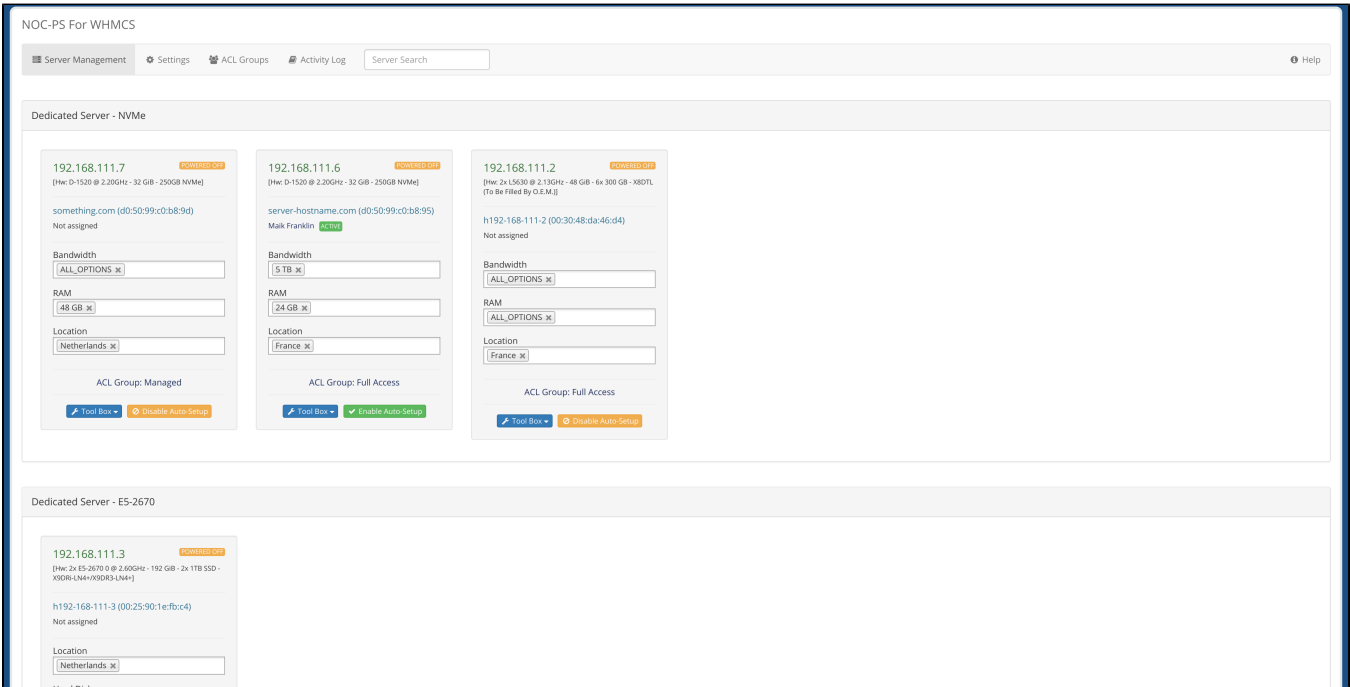 NOC-PS For WHMCS
Server Management Settings ACL Groups Activity Log Server Search Help
Dedicated Server - NVMe
192.168.111.7 POWERED OFF
[Hw: D-1520 @ 2.20GHz - 32 GiB - 250GB NVMe]
something.com (d0:50:99:c0:b8:9d)
Not assigned
Bandwidth
ALL_OPTIONS
RAM
48 GB
Location
Netherlands
ACL Group: Managed
Tool Box Disable Auto-Setup
192.168.111.6 POWERED OFF
[Hw: D-1520 @ 2.20GHz - 32 GiB - 250GB NVMe]
server-hostname.com (d0:50:99:c0:b8:95)
Maik Franklin ACTIVE
Bandwidth
5 TB
RAM
24 GB
Location
France
ACL Group: Full Access
Tool Box Enable Auto-Setup
192.168.111.2 POWERED OFF
[Hw: 2x L5630 @ 2.13GHz - 48 GiB - 6x 300 GB - X8DTL
(To Be Filled By O.E.M.)]
h192-168-111-2 (00:30:48:da:46:d4)
Not assigned
Bandwidth
ALL_OPTIONS
RAM
ALL_OPTIONS
Location
France
ACL Group: Full Access
Tool Box Disable Auto-Setup
Dedicated Server - E5-2670
192.168.111.3 POWERED OFF
[Hw: 2x E5-2670 0 @ 2.60GHz - 192 GiB - 2x 1TB SSD -
X9DRi-LN4+/X9DR3-LN4+]
h192-168-111-3 (00:25:90:1e:fb:c4)
Not assigned
Location
Netherlands